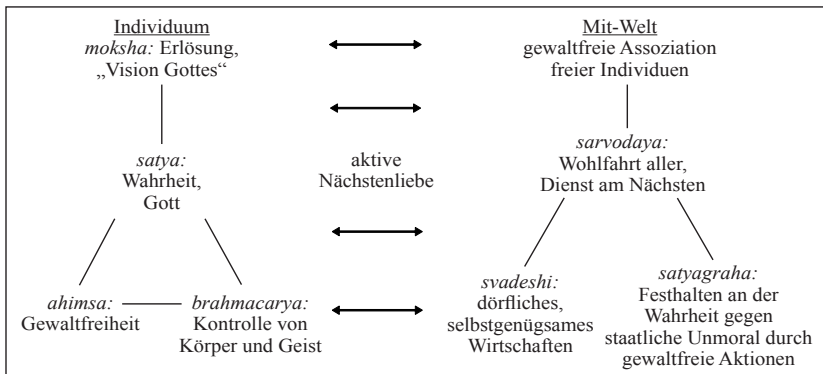 Individuum
moksha: Erlösung,
„Vision Gottes“
satya:
Wahrheit,
Gott
ahimsa:
Gewaltfreiheit
brahmacarya:
Kontrolle von
Körper und Geist
aktive
Nächstenliebe
Mit-Welt
gewaltfreie Assoziation
freier Individuen
sarvodaya:
Wohlfahrt aller,
Dienst am Nächsten
svadeshi:
dörfliches,
selbstgenügsames
Wirtschaften
satyagraha:
Festhalten an der
Wahrheit gegen
staatliche Unmoral durch
gewaltfreie Aktionen